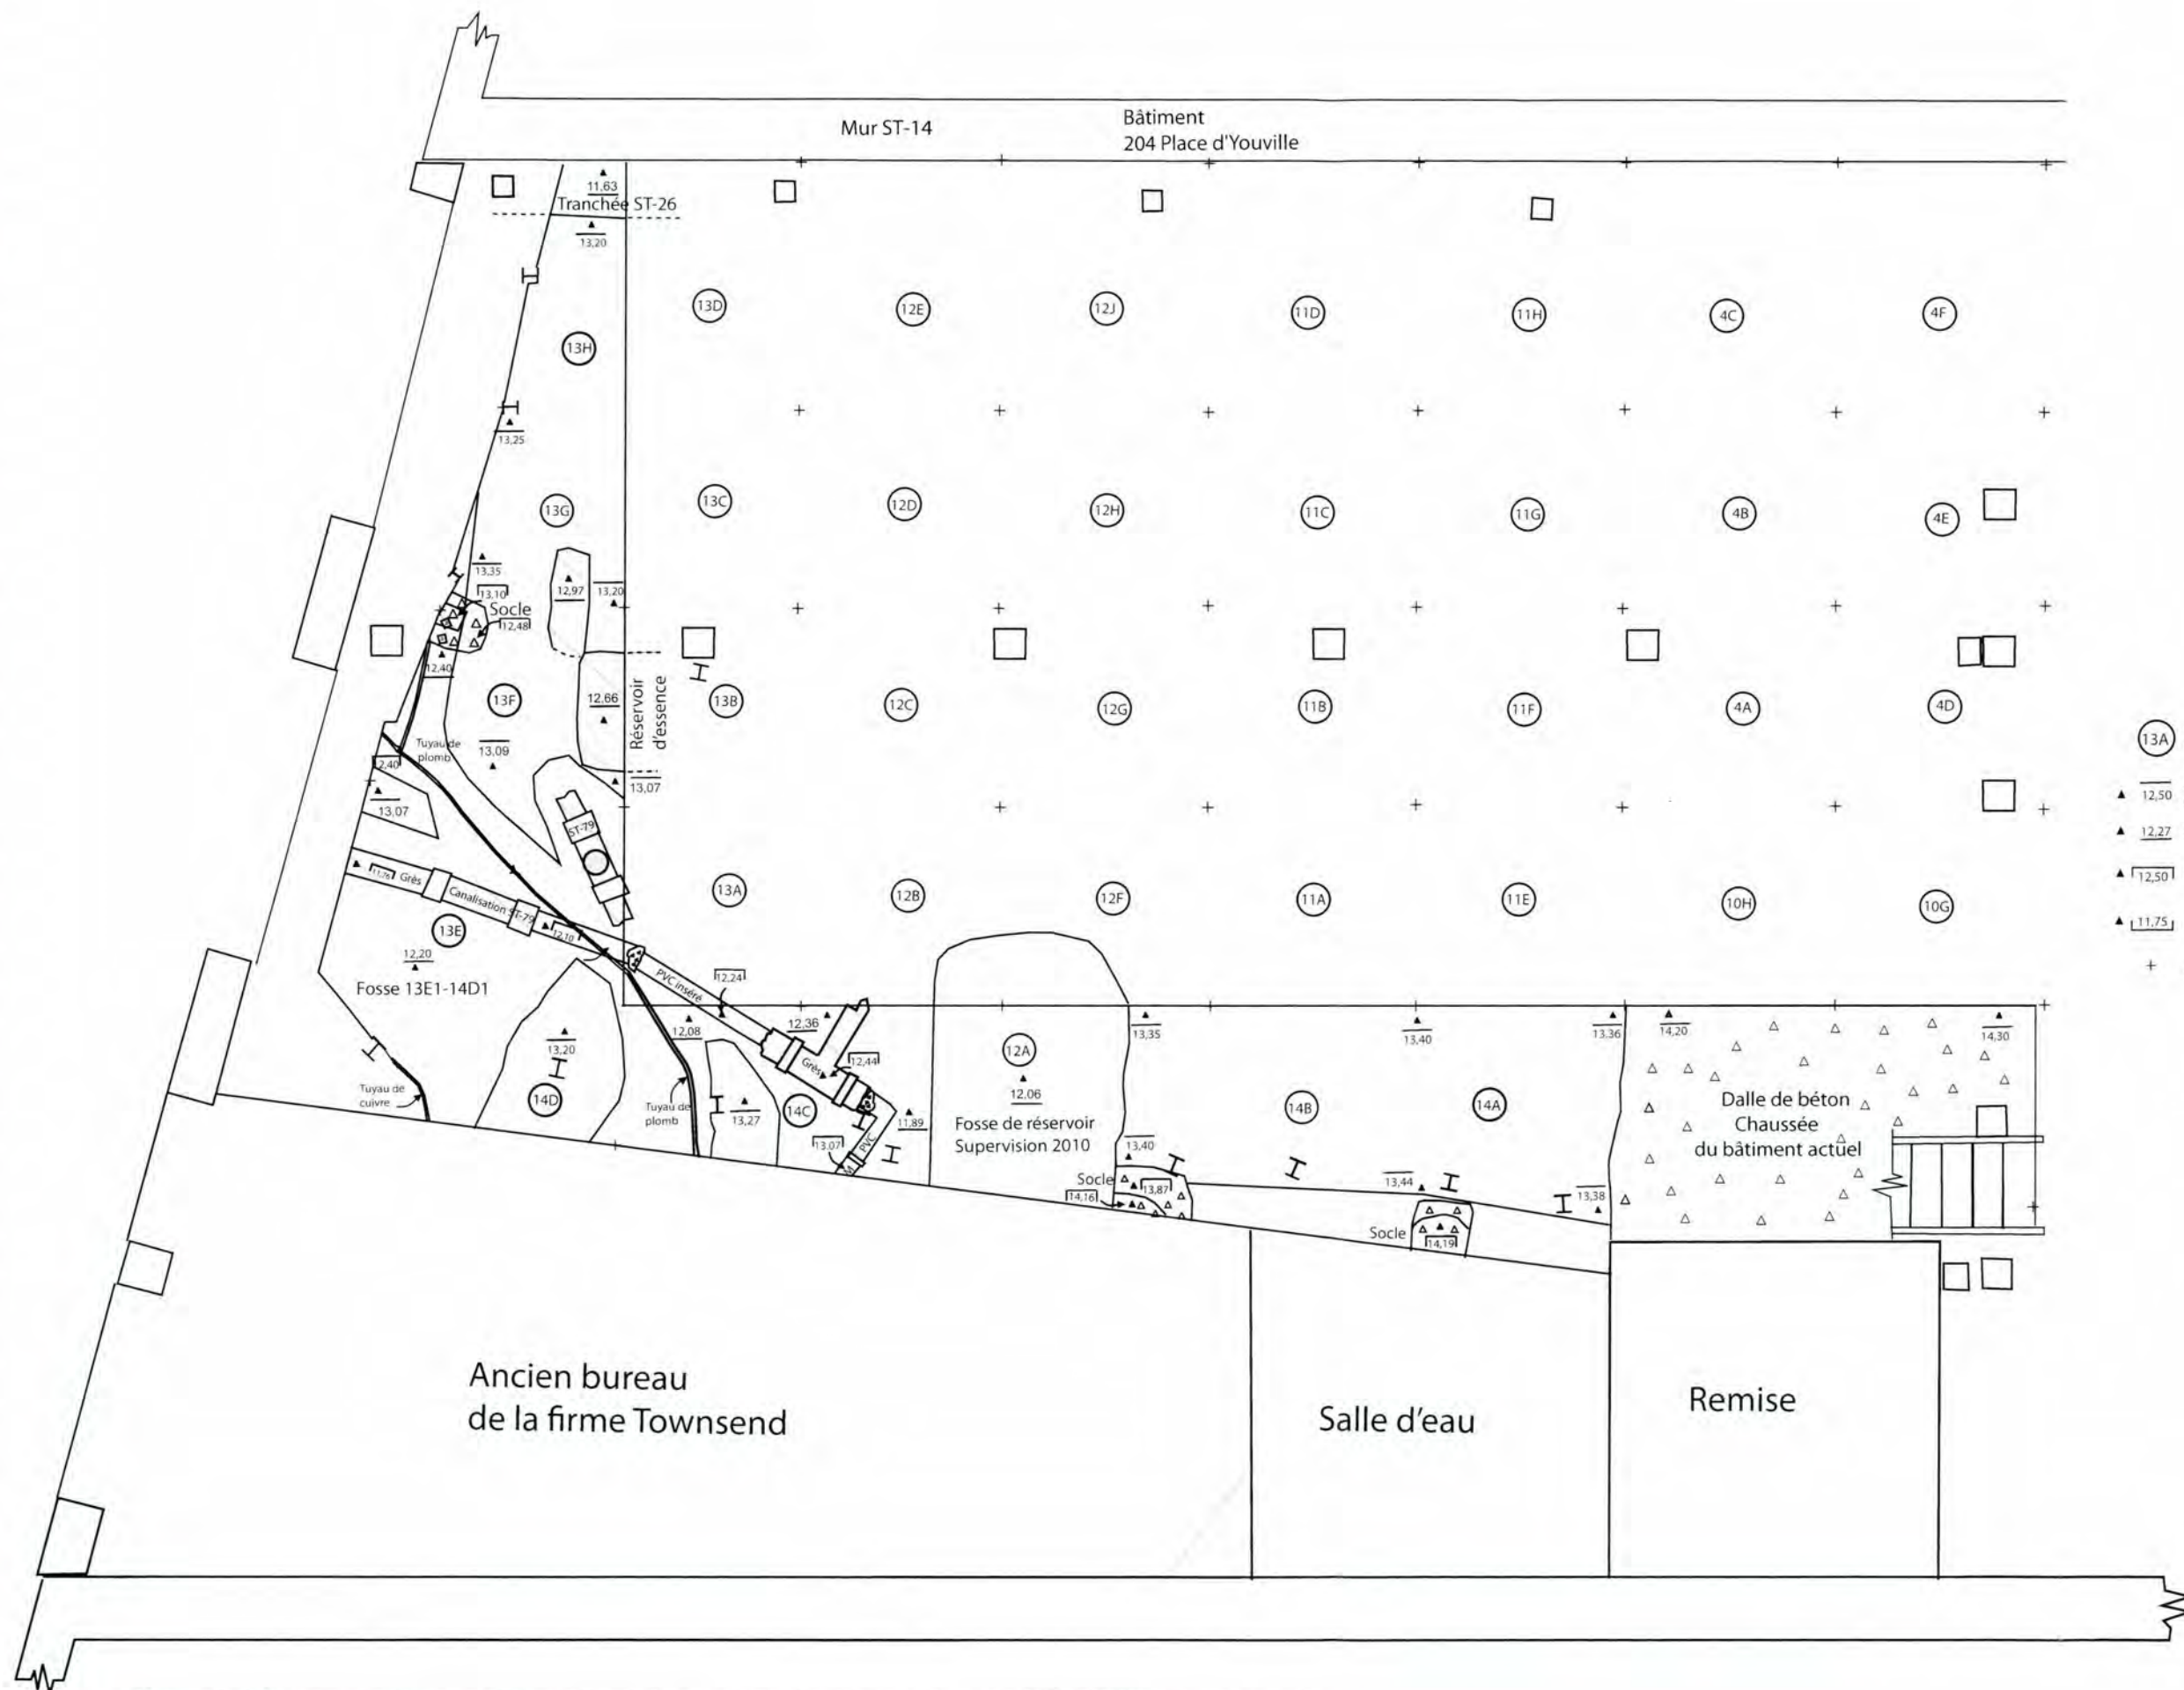 Mur ST-14
Bâtiment
204 Place d'Youville
11,63
Tranchée ST-26
13,20
13D
12E
12J
11D
11H
4C
4F
13H
13,25
13G
13C
12D
12H
11C
11G
4B
4E
13,35
13,10
12,97
13,20
Socle
12,48
12,40
13F
12,66
Réservoir
d'essence
13B
12C
12G
11B
11F
4A
4D
13,09
Tuyau de
plomb
12,40
13,07
13,07
ST-79
13A
12,50
12,27
12,50
11,75
11,76
Grès
Canalisation ST-79
13A
12B
12F
11A
11E
10H
10G
13E
12,10
12,20
Fosse 13E1-14D1
PVC inséré
12,24
12,08
12,36
13,20
14D
Tuyau de
cuivre
Tuyau de
plomb
13,27
Grès
12,44
14C
11,89
13,07
PVC
M
12A
12,06
Fosse de réservoir
Supervision 2010
13,35
13,40
13,36
14,20
14,30
14B
14A
Dalle de béton
Chaussée
du bâtiment actuel
13,40
Socle
13,87
14,16
13,44
13,38
Socle
14,19
Ancien bureau
de la firme Townsend
Salle d'eau
Remise